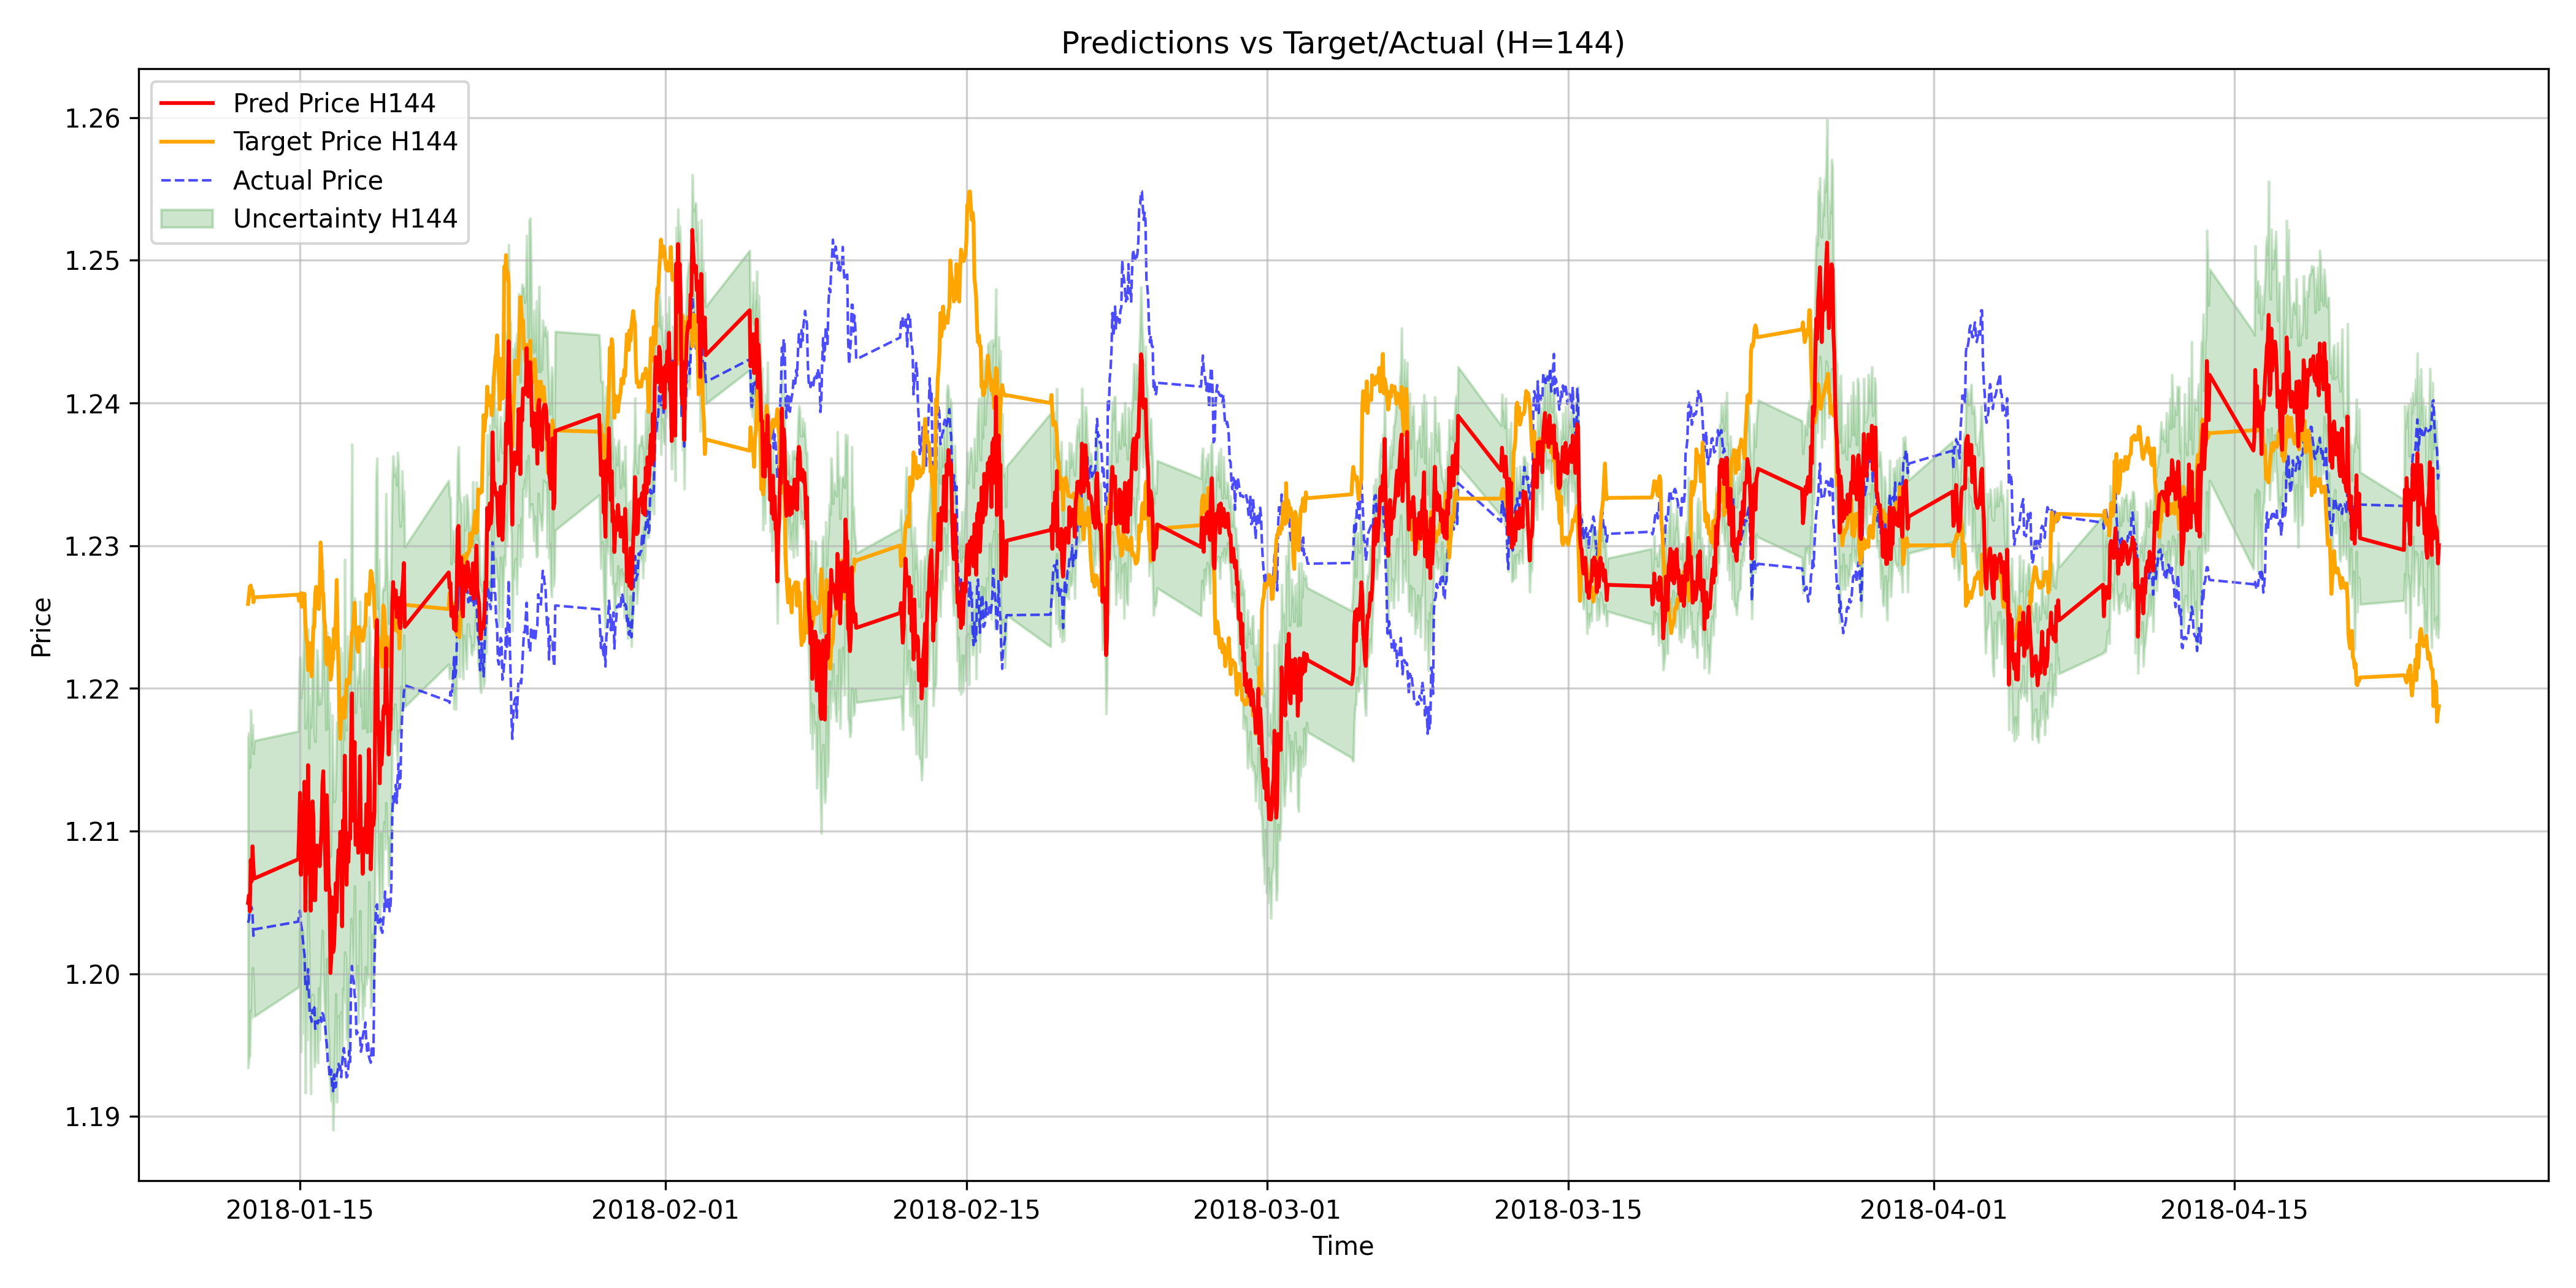 Predictions vs Target/Actual (H=144)
Pred Price H144
Target Price H144
Actual Price
Uncertainty H144
1.26
1.25
1.24
1.23
1.22
1.21
1.20
1.19
Price
2018-01-15 2018-02-01 2018-02-15 2018-03-01 2018-03-15 2018-04-01 2018-04-15
Time